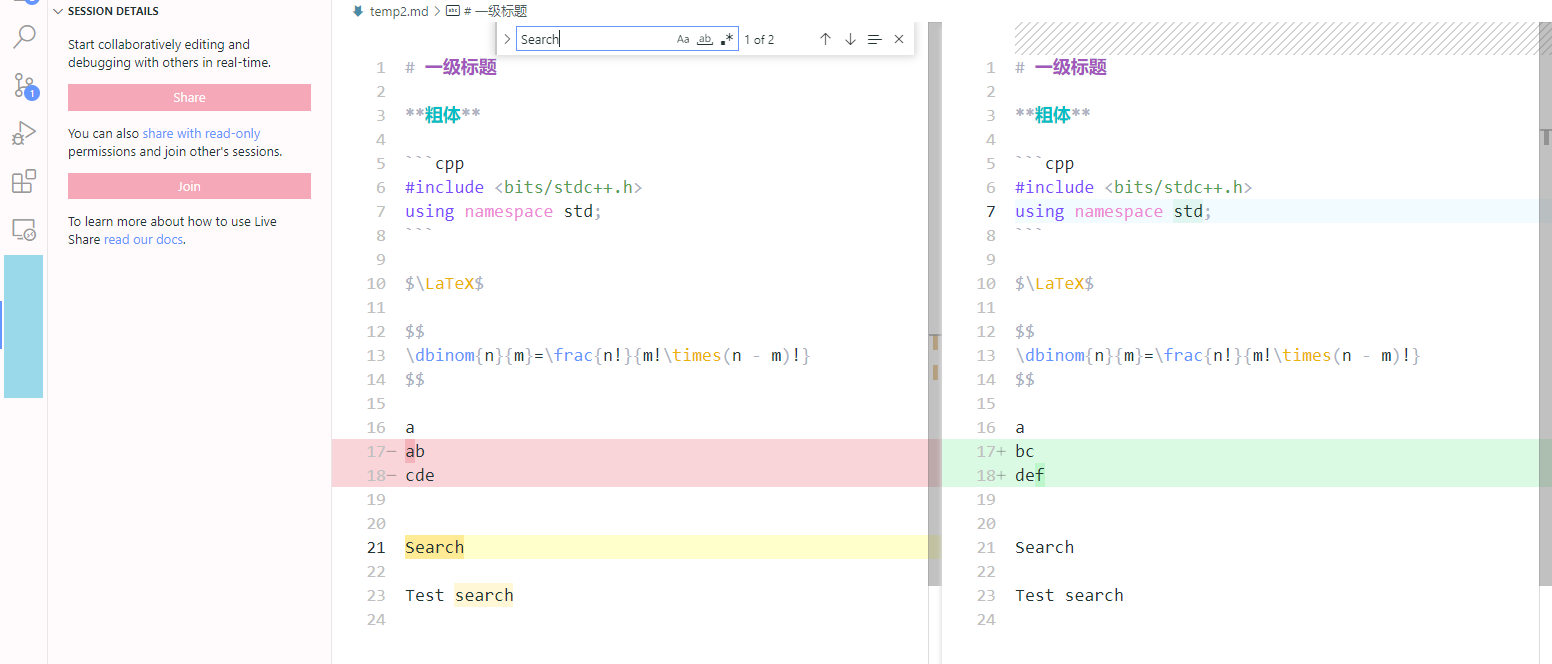 SESSION DETAILS
Start collaboratively editing and
debugging with others in real-time.
Share
You can also share with read-only
permissions and join other's sessions.
Join
To learn more about how to use Live
Share read our docs.
1
temp2.md > # 一级标题
Search Aa ab .* 1 of 2
1 # 一级标题
2
3 **粗体**
4
5 ```cpp
6 #include <bits/stdc++.h>
7 using namespace std;
8 ```
9
10 $\LaTeX$
11
12 $$
13 \dbinom{n}{m}=\frac{n!}{m!\times(n - m)!}
14 $$
15
16 a
17− ab
18− cde
19
20
21 Search
22
23 Test search
24
1 # 一级标题
2
3 **粗体**
4
5 ```cpp
6 #include <bits/stdc++.h>
7 using namespace std;
8 ```
9
10 $\LaTeX$
11
12 $$
13 \dbinom{n}{m}=\frac{n!}{m!\times(n - m)!}
14 $$
15
16 a
17+ bc
18+ def
19
20
21 Search
22
23 Test search
24